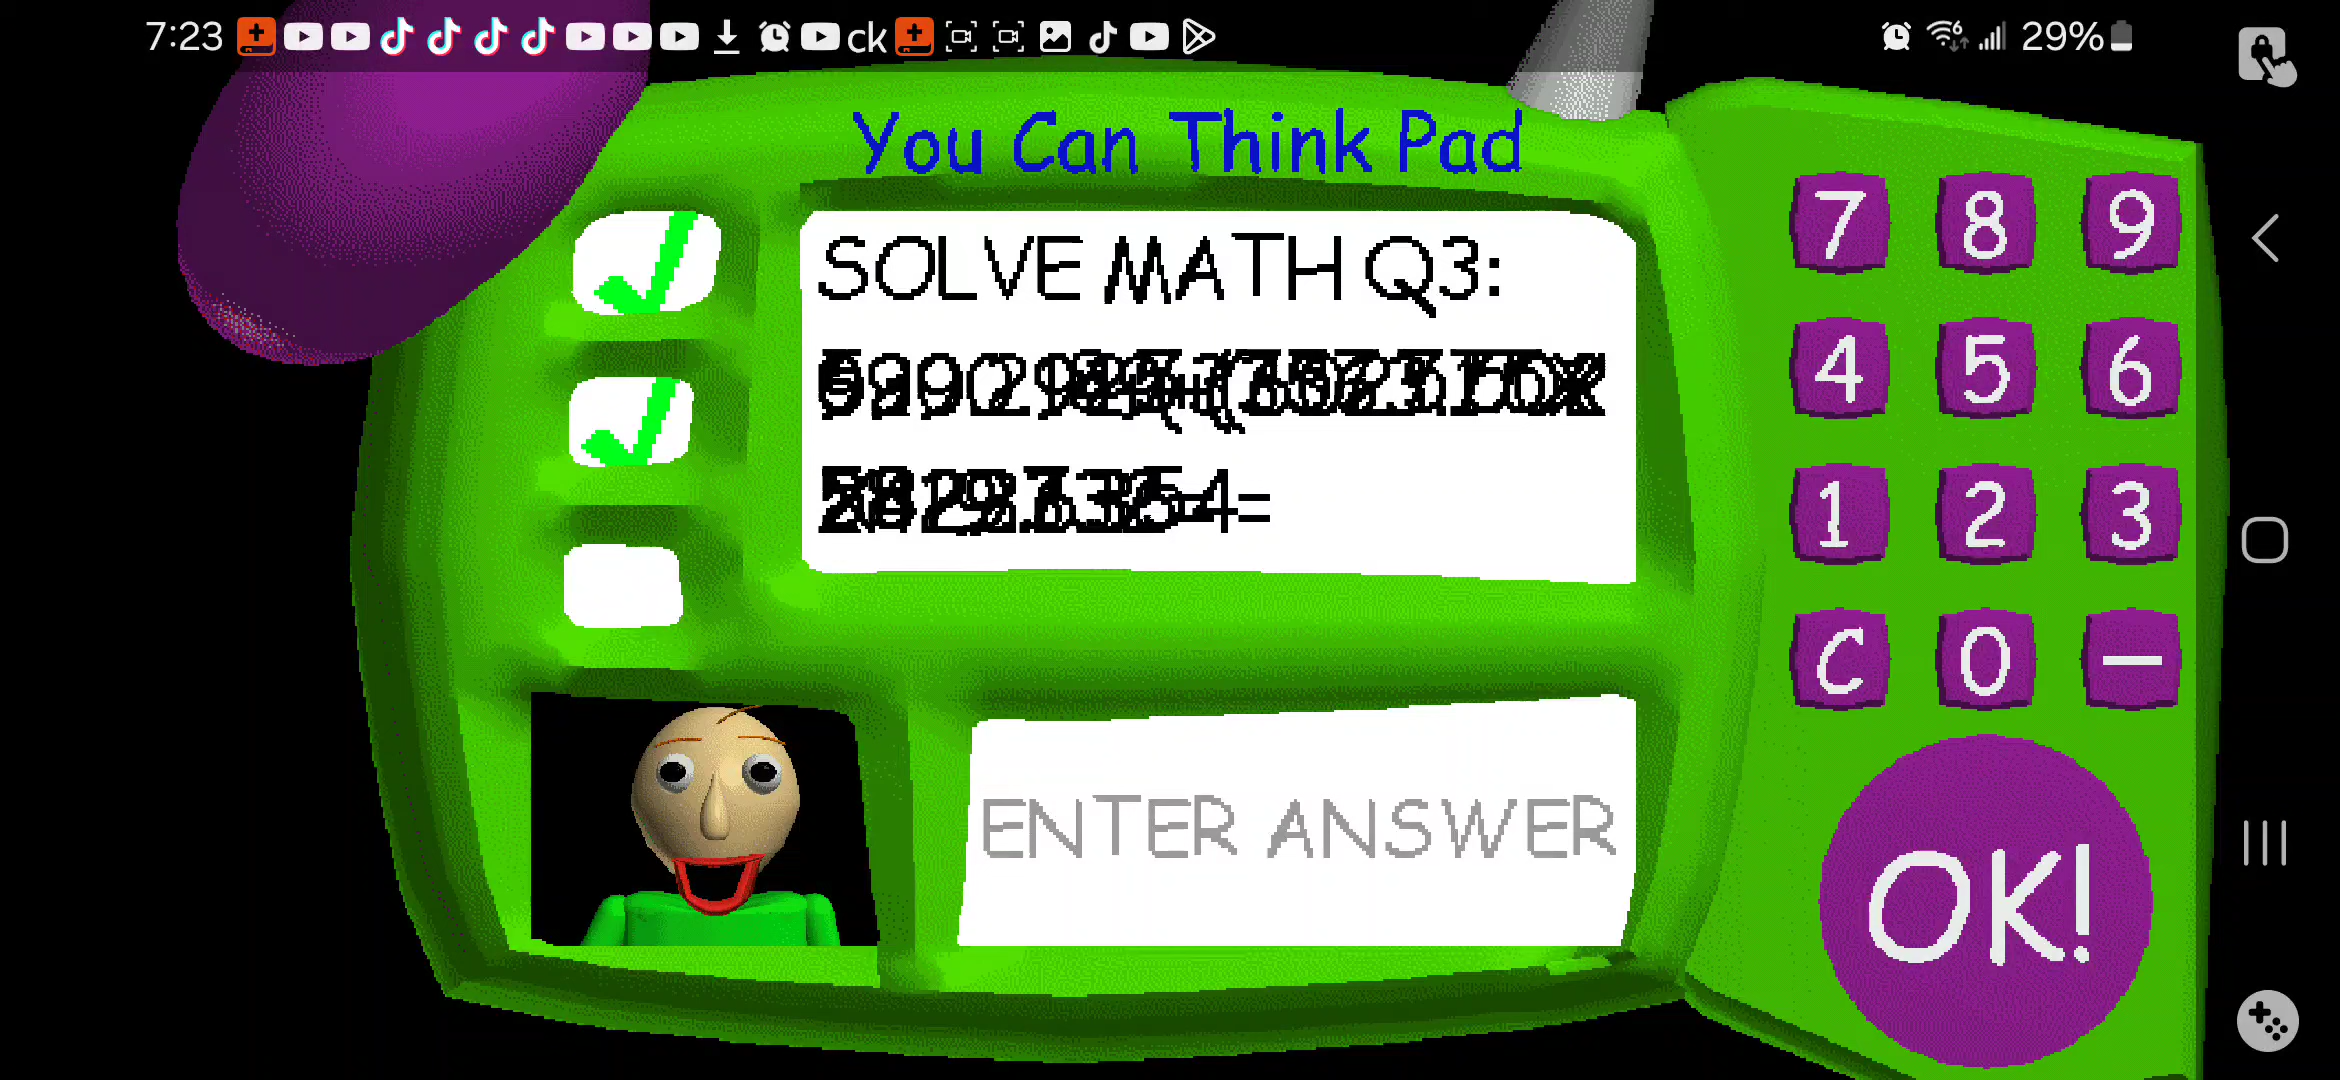 7:23 ck 29%
You Can Think Pad
SOLVE MATH Q3:
7 8 9
4 5 6
1 2 3
C 0 −
ENTER ANSWER
OK!